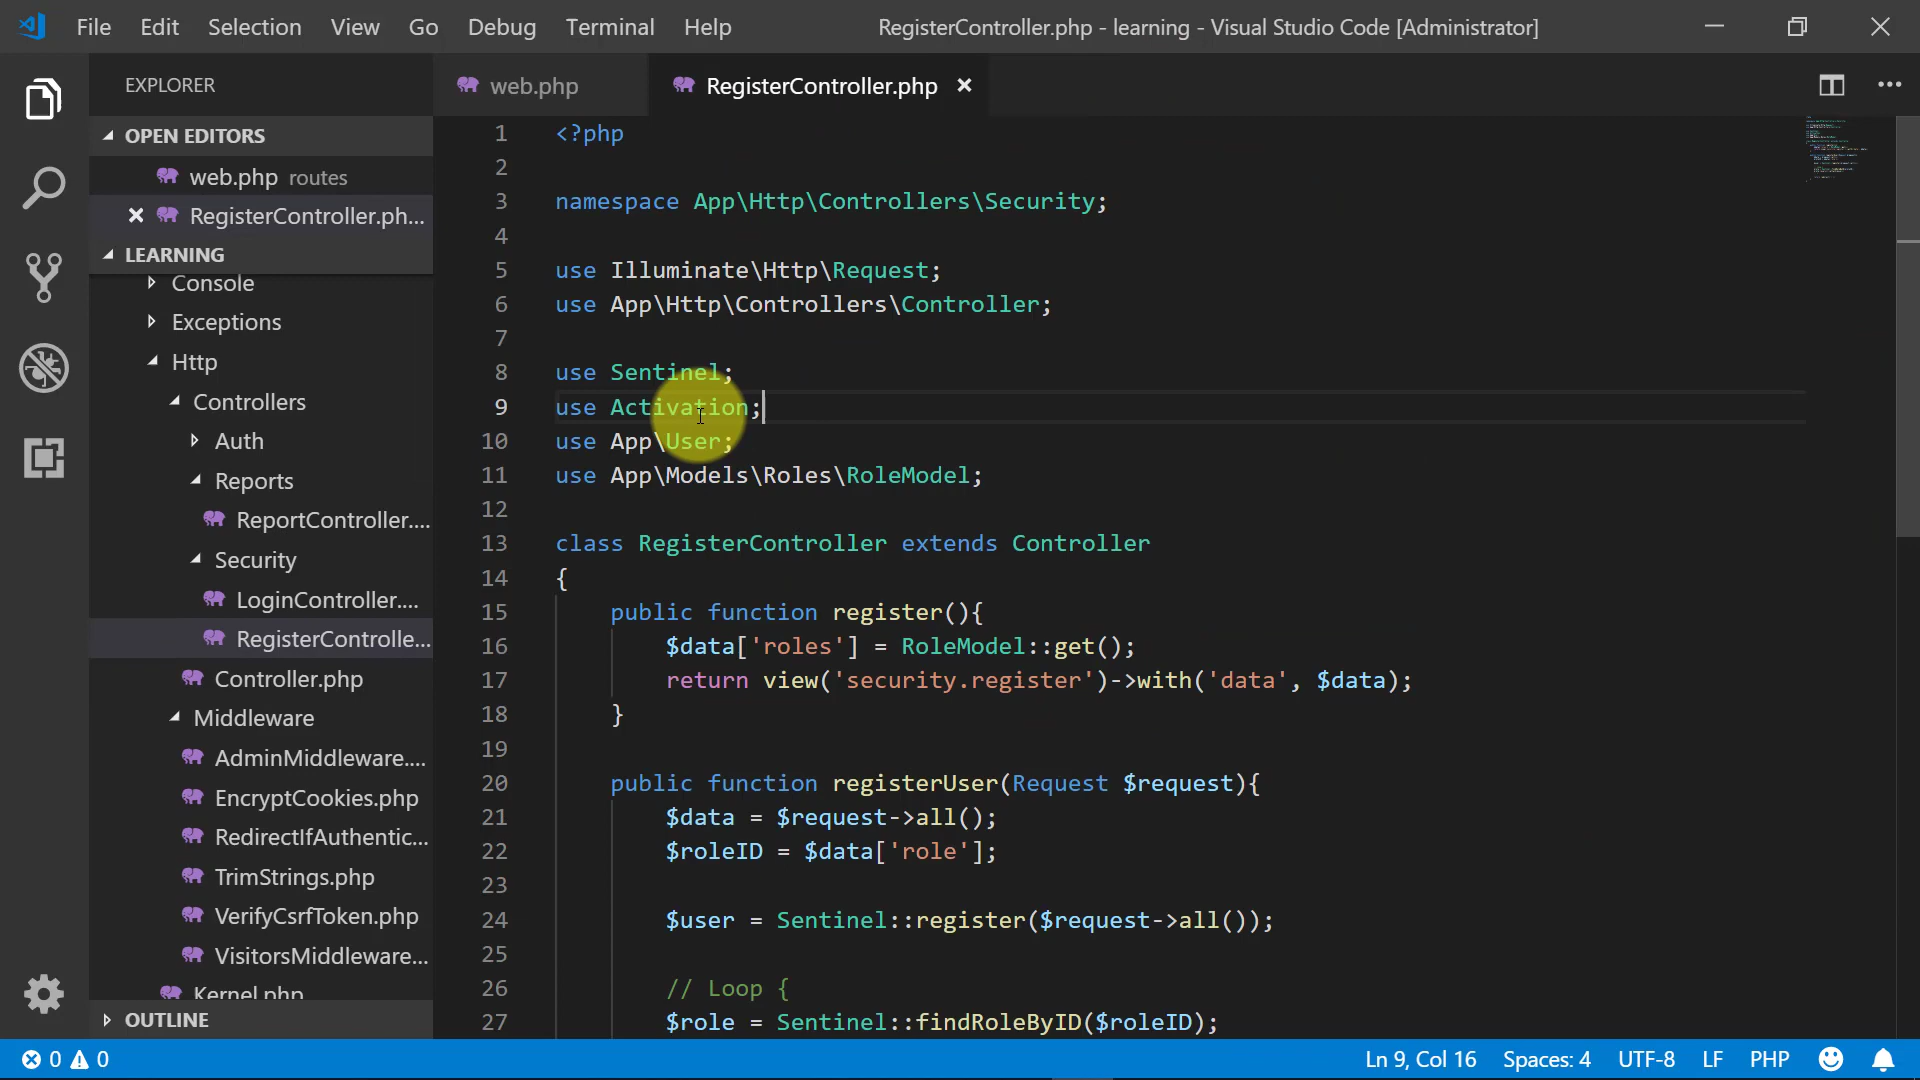 File Edit Selection View Go Debug Terminal Help
RegisterController.php - learning - Visual Studio Code [Administrator]
EXPLORER
OPEN EDITORS
web.php routes
RegisterController.ph...
LEARNING
Console
Exceptions
Http
Controllers
Auth
Reports
ReportController....
Security
LoginController....
RegisterControlle...
Controller.php
Middleware
AdminMiddleware....
EncryptCookies.php
RedirectIfAuthentic...
TrimStrings.php
VerifyCsrfToken.php
VisitorsMiddleware...
Kernel.php
OUTLINE
web.php
RegisterController.php
1 <?php
2
3 namespace App\Http\Controllers\Security;
4
5 use Illuminate\Http\Request;
6 use App\Http\Controllers\Controller;
7
8 use Sentinel;
9 use Activation;
10 use App\User;
11 use App\Models\Roles\RoleModel;
12
13 class RegisterController extends Controller
14 {
15 public function register(){
16 $data['roles'] = RoleModel::get();
17 return view('security.register')->with('data', $data);
18 }
19
20 public function registerUser(Request $request){
21 $data = $request->all();
22 $roleID = $data['role'];
23
24 $user = Sentinel::register($request->all());
25
26 // Loop {
27 $role = Sentinel::findRoleByID($roleID);
0 0
Ln 9, Col 16 Spaces: 4 UTF-8 LF PHP